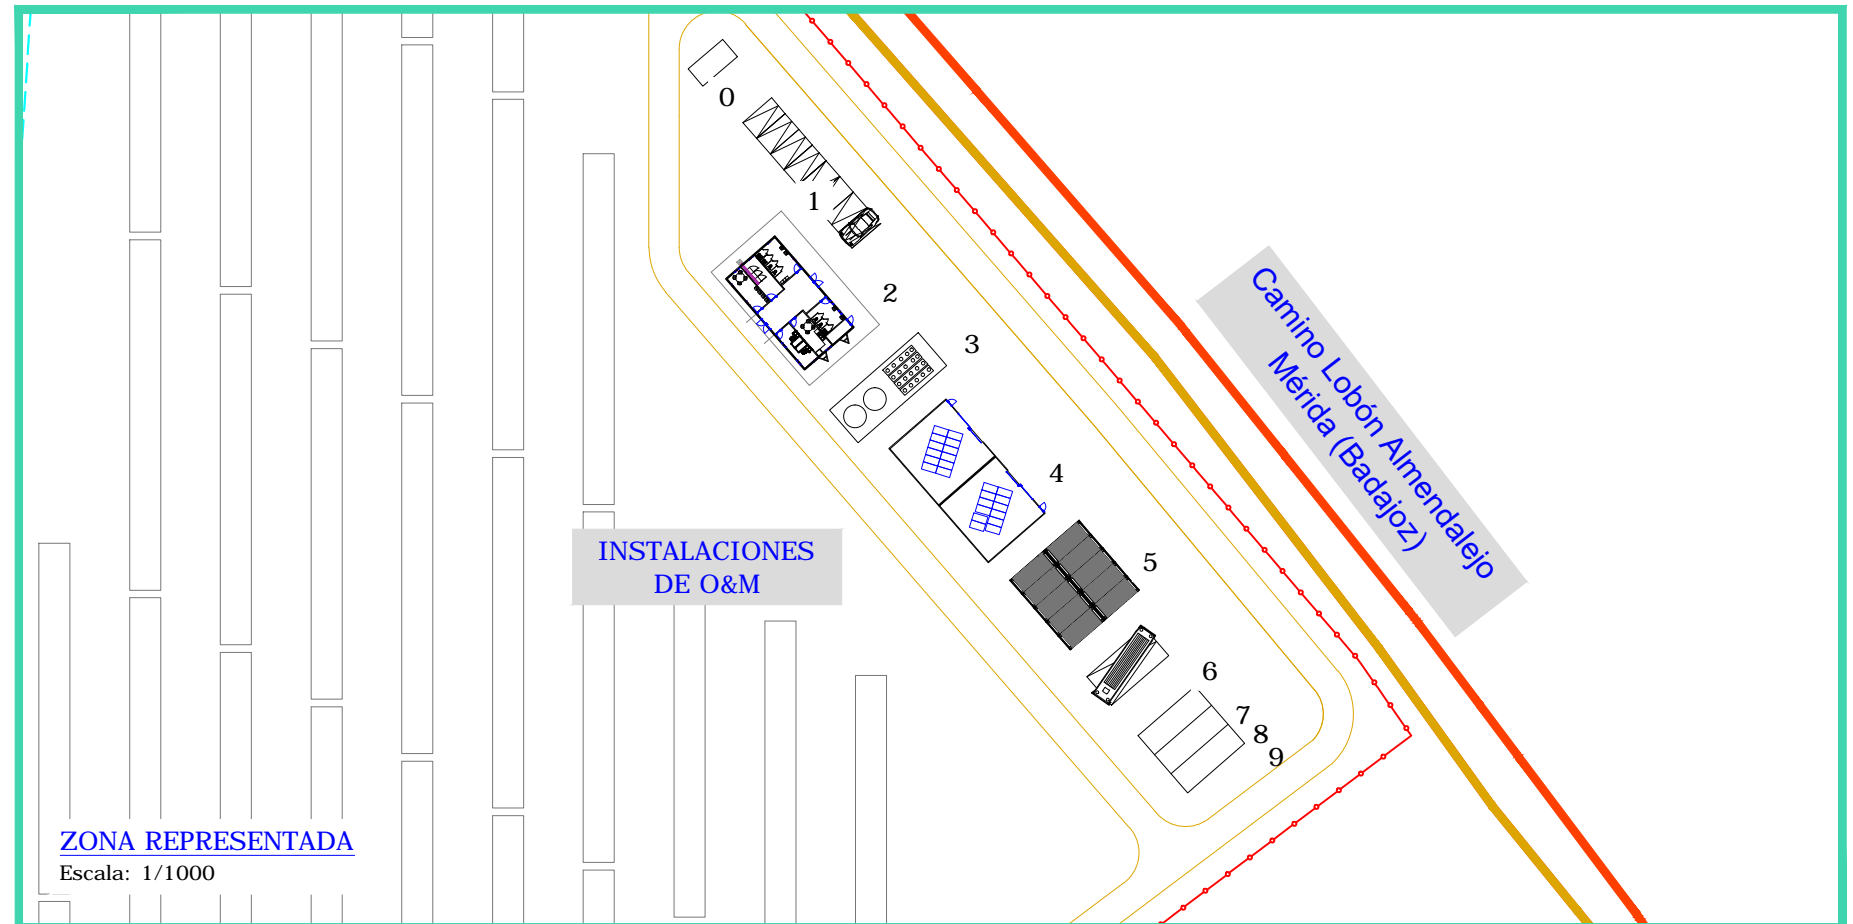 0
1
2
3
4
5
6
7
8
9
Camino Lobón Almendalejo
Mérida (Badajoz)
INSTALACIONES
DE O&M
ZONA REPRESENTADA
Escala: 1/1000